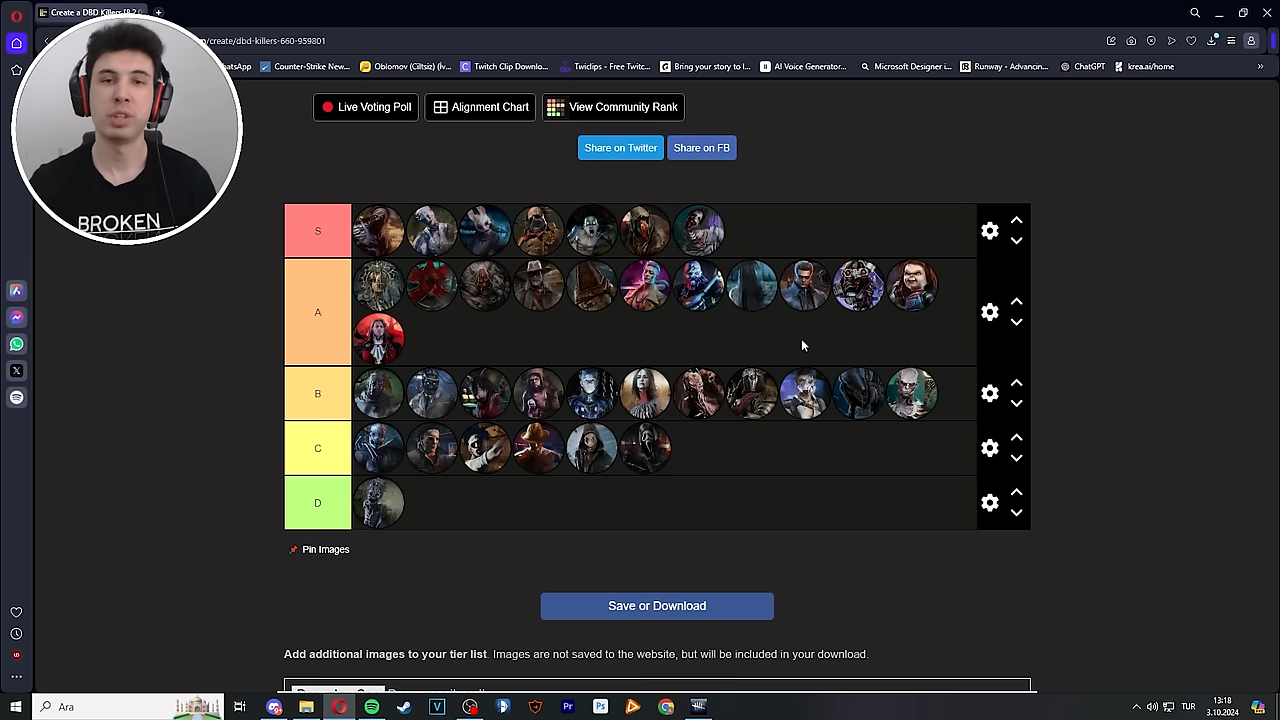 Create a DBD Killers [8.2.0
n/create/dbd-killers-660-959801
atsApp
Counter-Strike New...
Oblomov (Ciltsiz) (İv...
Twitch Clip Downlo...
Twclips - Free Twitc...
Bring your story to l...
AI Voice Generator...
Microsoft Designer i...
Runway - Advancin...
ChatGPT
krea.ai/home
Live Voting Poll
Alignment Chart
View Community Rank
Share on Twitter
Share on FB
BROKEN
S
A
B
C
D
Pin Images
Save or Download
Add additional images to your tier list. Images are not saved to the website, but will be included in your download.
Ara
TUR
13:18
3.10.2024